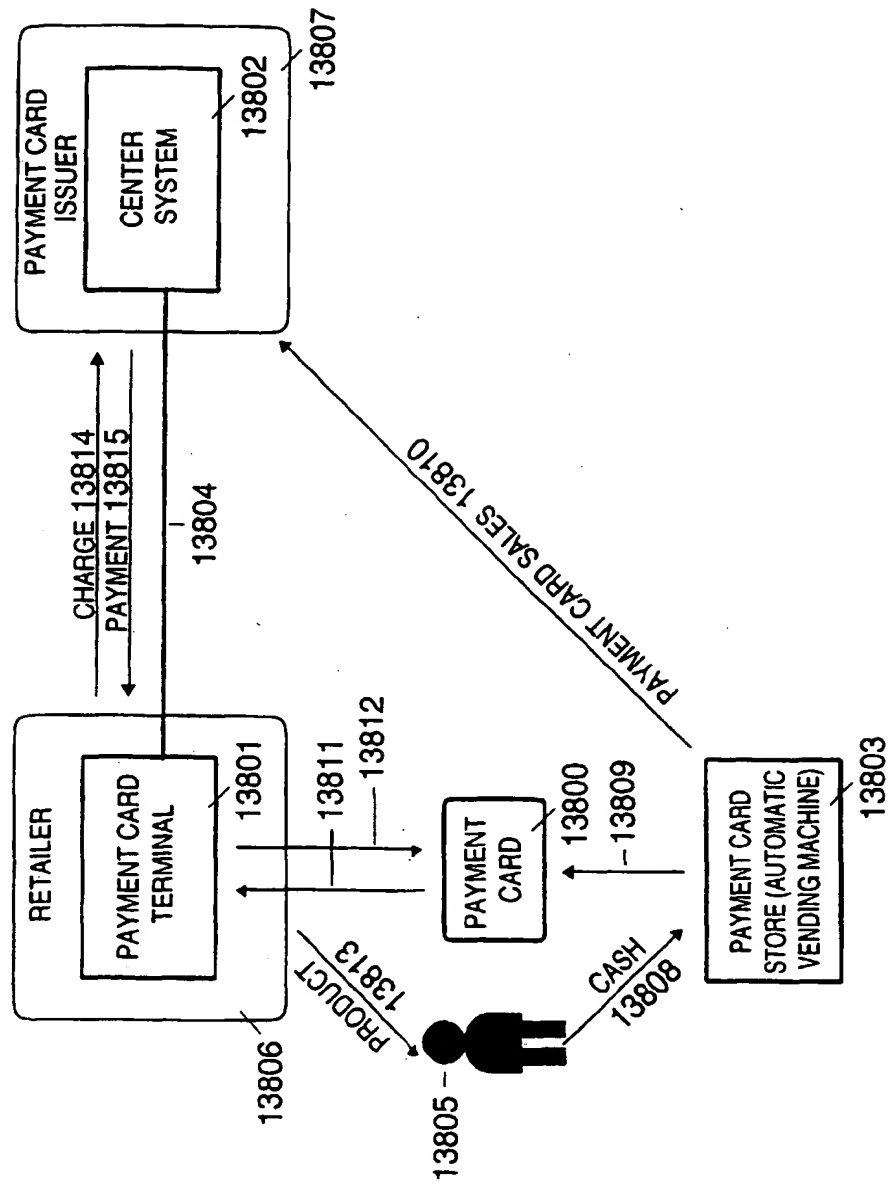 RETAILER
PAYMENT CARD
TERMINAL
13801
13806
CHARGE 13814
PAYMENT 13815
13804
PAYMENT CARD
ISSUER
CENTER
SYSTEM
13802
13807
13811
13812
PRODUCT
13813
13805
PAYMENT
CARD
13800
13809
CASH
13808
PAYMENT CARD SALES 13810
PAYMENT CARD
STORE (AUTOMATIC
VENDING MACHINE)
13803